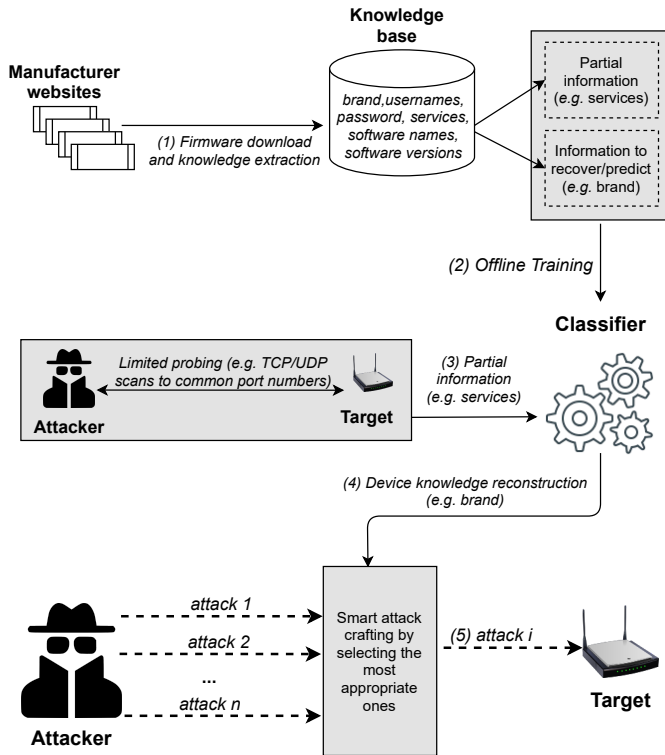 Knowledge
base
Manufacturer
websites
brand,usernames,
password, services,
software names,
software versions
(1) Firmware download
and knowledge extraction
Partial
information
(e.g. services)
Information to
recover/predict
(e.g. brand)
(2) Offline Training
Classifier
Limited probing (e.g. TCP/UDP
scans to common port numbers)
Attacker
Target
(3) Partial
information
(e.g. services)
(4) Device knowledge reconstruction
(e.g. brand)
attack 1
attack 2
...
attack n
Attacker
Smart attack
crafting by
selecting the
most
appropriate
ones
(5) attack i
Target